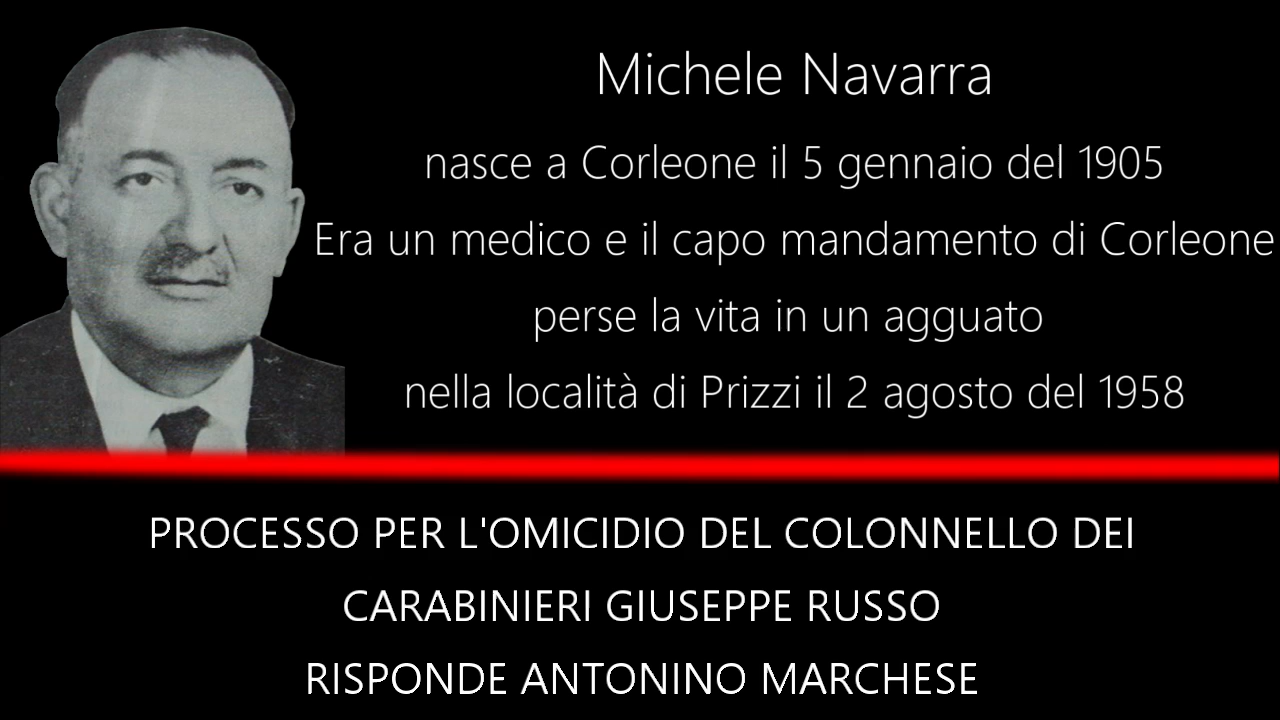 Michele Navarra
nasce a Corleone il 5 gennaio del 1905
Era un medico e il capo mandamento di Corleone
perse la vita in un agguato
nella località di Prizzi il 2 agosto del 1958
PROCESSO PER L'OMICIDIO DEL COLONNELLO DEI
CARABINIERI GIUSEPPE RUSSO
RISPONDE ANTONINO MARCHESE